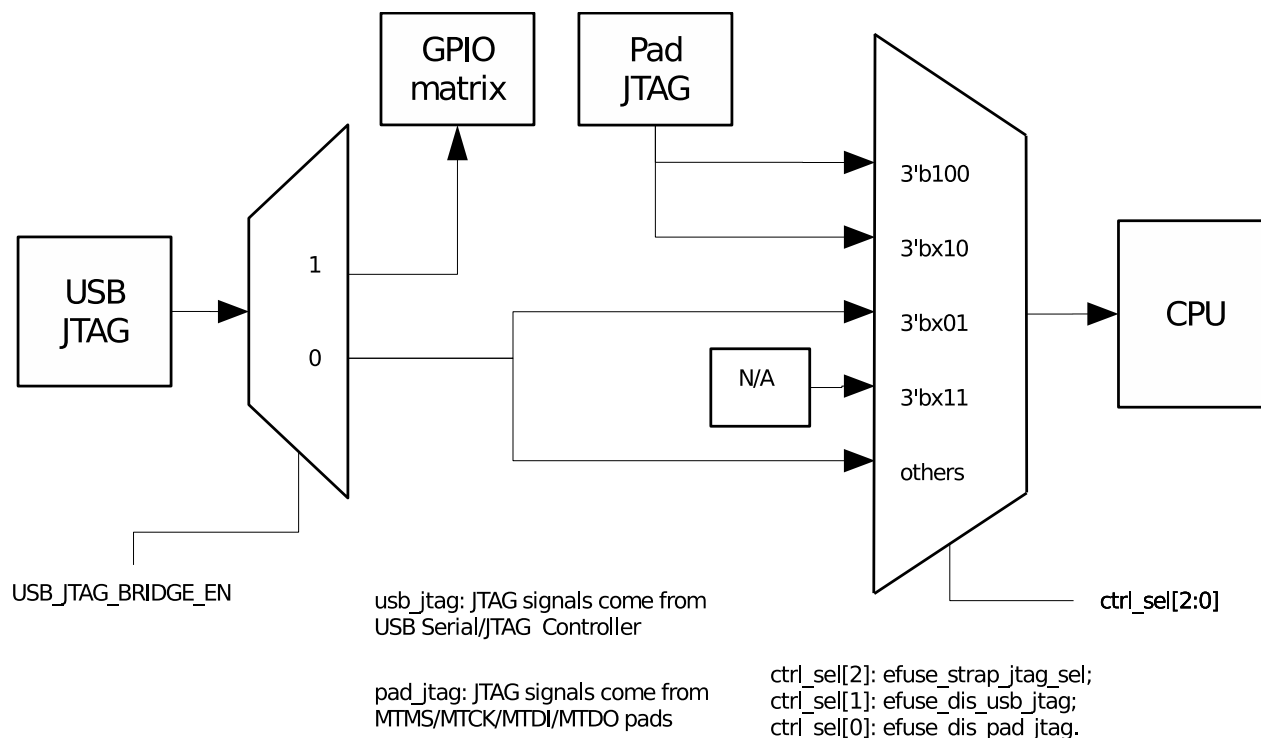 GPIO
matrix
Pad
JTAG
3'b100
3'bx10
USB
JTAG
1
0
3'bx01
N/A
3'bx11
others
CPU
USB_JTAG_BRIDGE_EN
usb_jtag: JTAG signals come from
USB Serial/JTAG Controller
ctrl_sel[2:0]
pad_jtag: JTAG signals come from
MTMS/MTCK/MTDI/MTDO pads
ctrl_sel[2]: efuse_strap_jtag_sel;
ctrl_sel[1]: efuse_dis_usb_jtag;
ctrl_sel[0]: efuse_dis_pad_jtag.